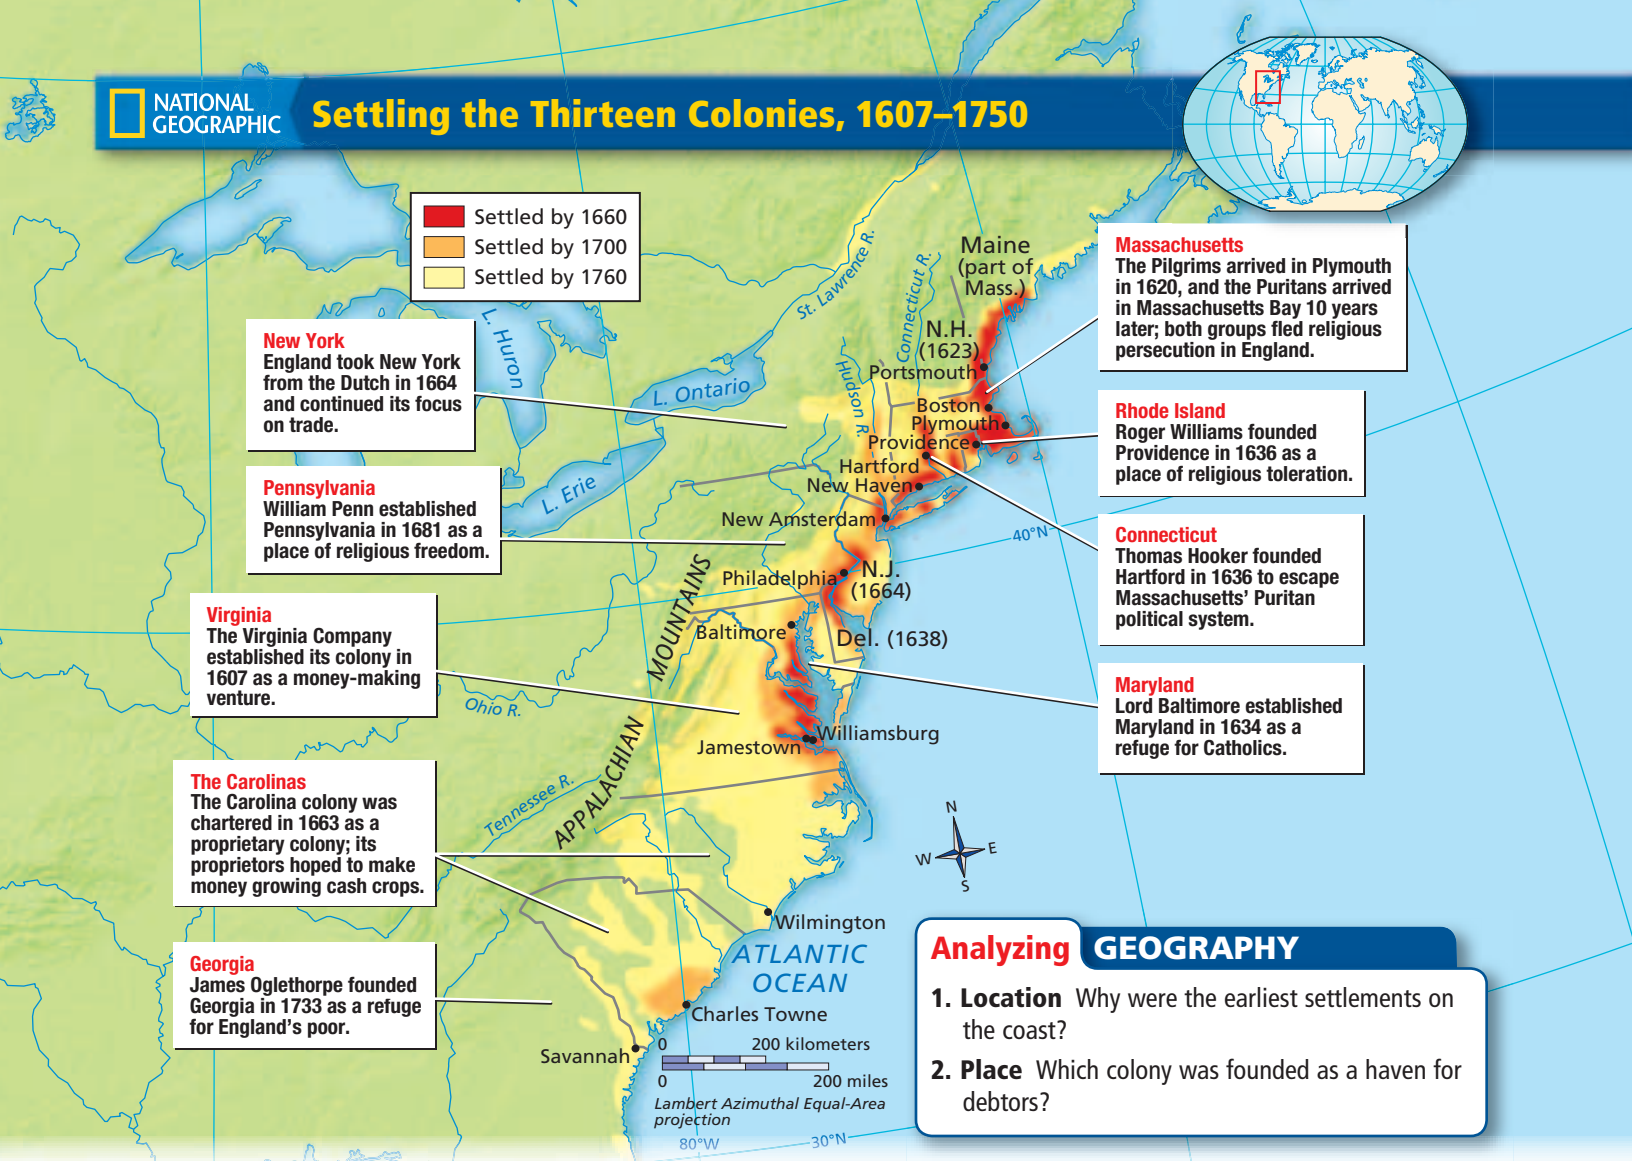 NATIONAL
GEOGRAPHIC
Settling the Thirteen Colonies, 1607–1750
Settled by 1660
Settled by 1700
Settled by 1760
New York
England took New York
from the Dutch in 1664
and continued its focus
on trade.
Pennsylvania
William Penn established
Pennsylvania in 1681 as a
place of religious freedom.
Virginia
The Virginia Company
established its colony in
1607 as a money-making
venture.
The Carolinas
The Carolina colony was
chartered in 1663 as a
proprietary colony; its
proprietors hoped to make
money growing cash crops.
Georgia
James Oglethorpe founded
Georgia in 1733 as a refuge
for England's poor.
Massachusetts
The Pilgrims arrived in Plymouth
in 1620, and the Puritans arrived
in Massachusetts Bay 10 years
later; both groups fled religious
persecution in England.
Rhode Island
Roger Williams founded
Providence in 1636 as a
place of religious toleration.
Connecticut
Thomas Hooker founded
Hartford in 1636 to escape
Massachusetts' Puritan
political system.
Maryland
Lord Baltimore established
Maryland in 1634 as a
refuge for Catholics.
L. Huron
L. Ontario
L. Erie
St. Lawrence R.
Connecticut R.
Hudson R.
Maine
(part of
Mass.)
N.H.
(1623)
Portsmouth
Boston
Plymouth
Providence
Hartford
New Haven
New Amsterdam
40°N
Philadelphia
N.J.
(1664)
Baltimore
Del. (1638)
APPALACHIAN MOUNTAINS
Ohio R.
Tennessee R.
Williamsburg
Jamestown
Wilmington
ATLANTIC
OCEAN
Charles Towne
Savannah
N
W
E
S
0 200 kilometers
0 200 miles
Lambert Azimuthal Equal-Area
projection
80°W
30°N
Analyzing GEOGRAPHY
1. Location Why were the earliest settlements on
the coast?
2. Place Which colony was founded as a haven for
debtors?